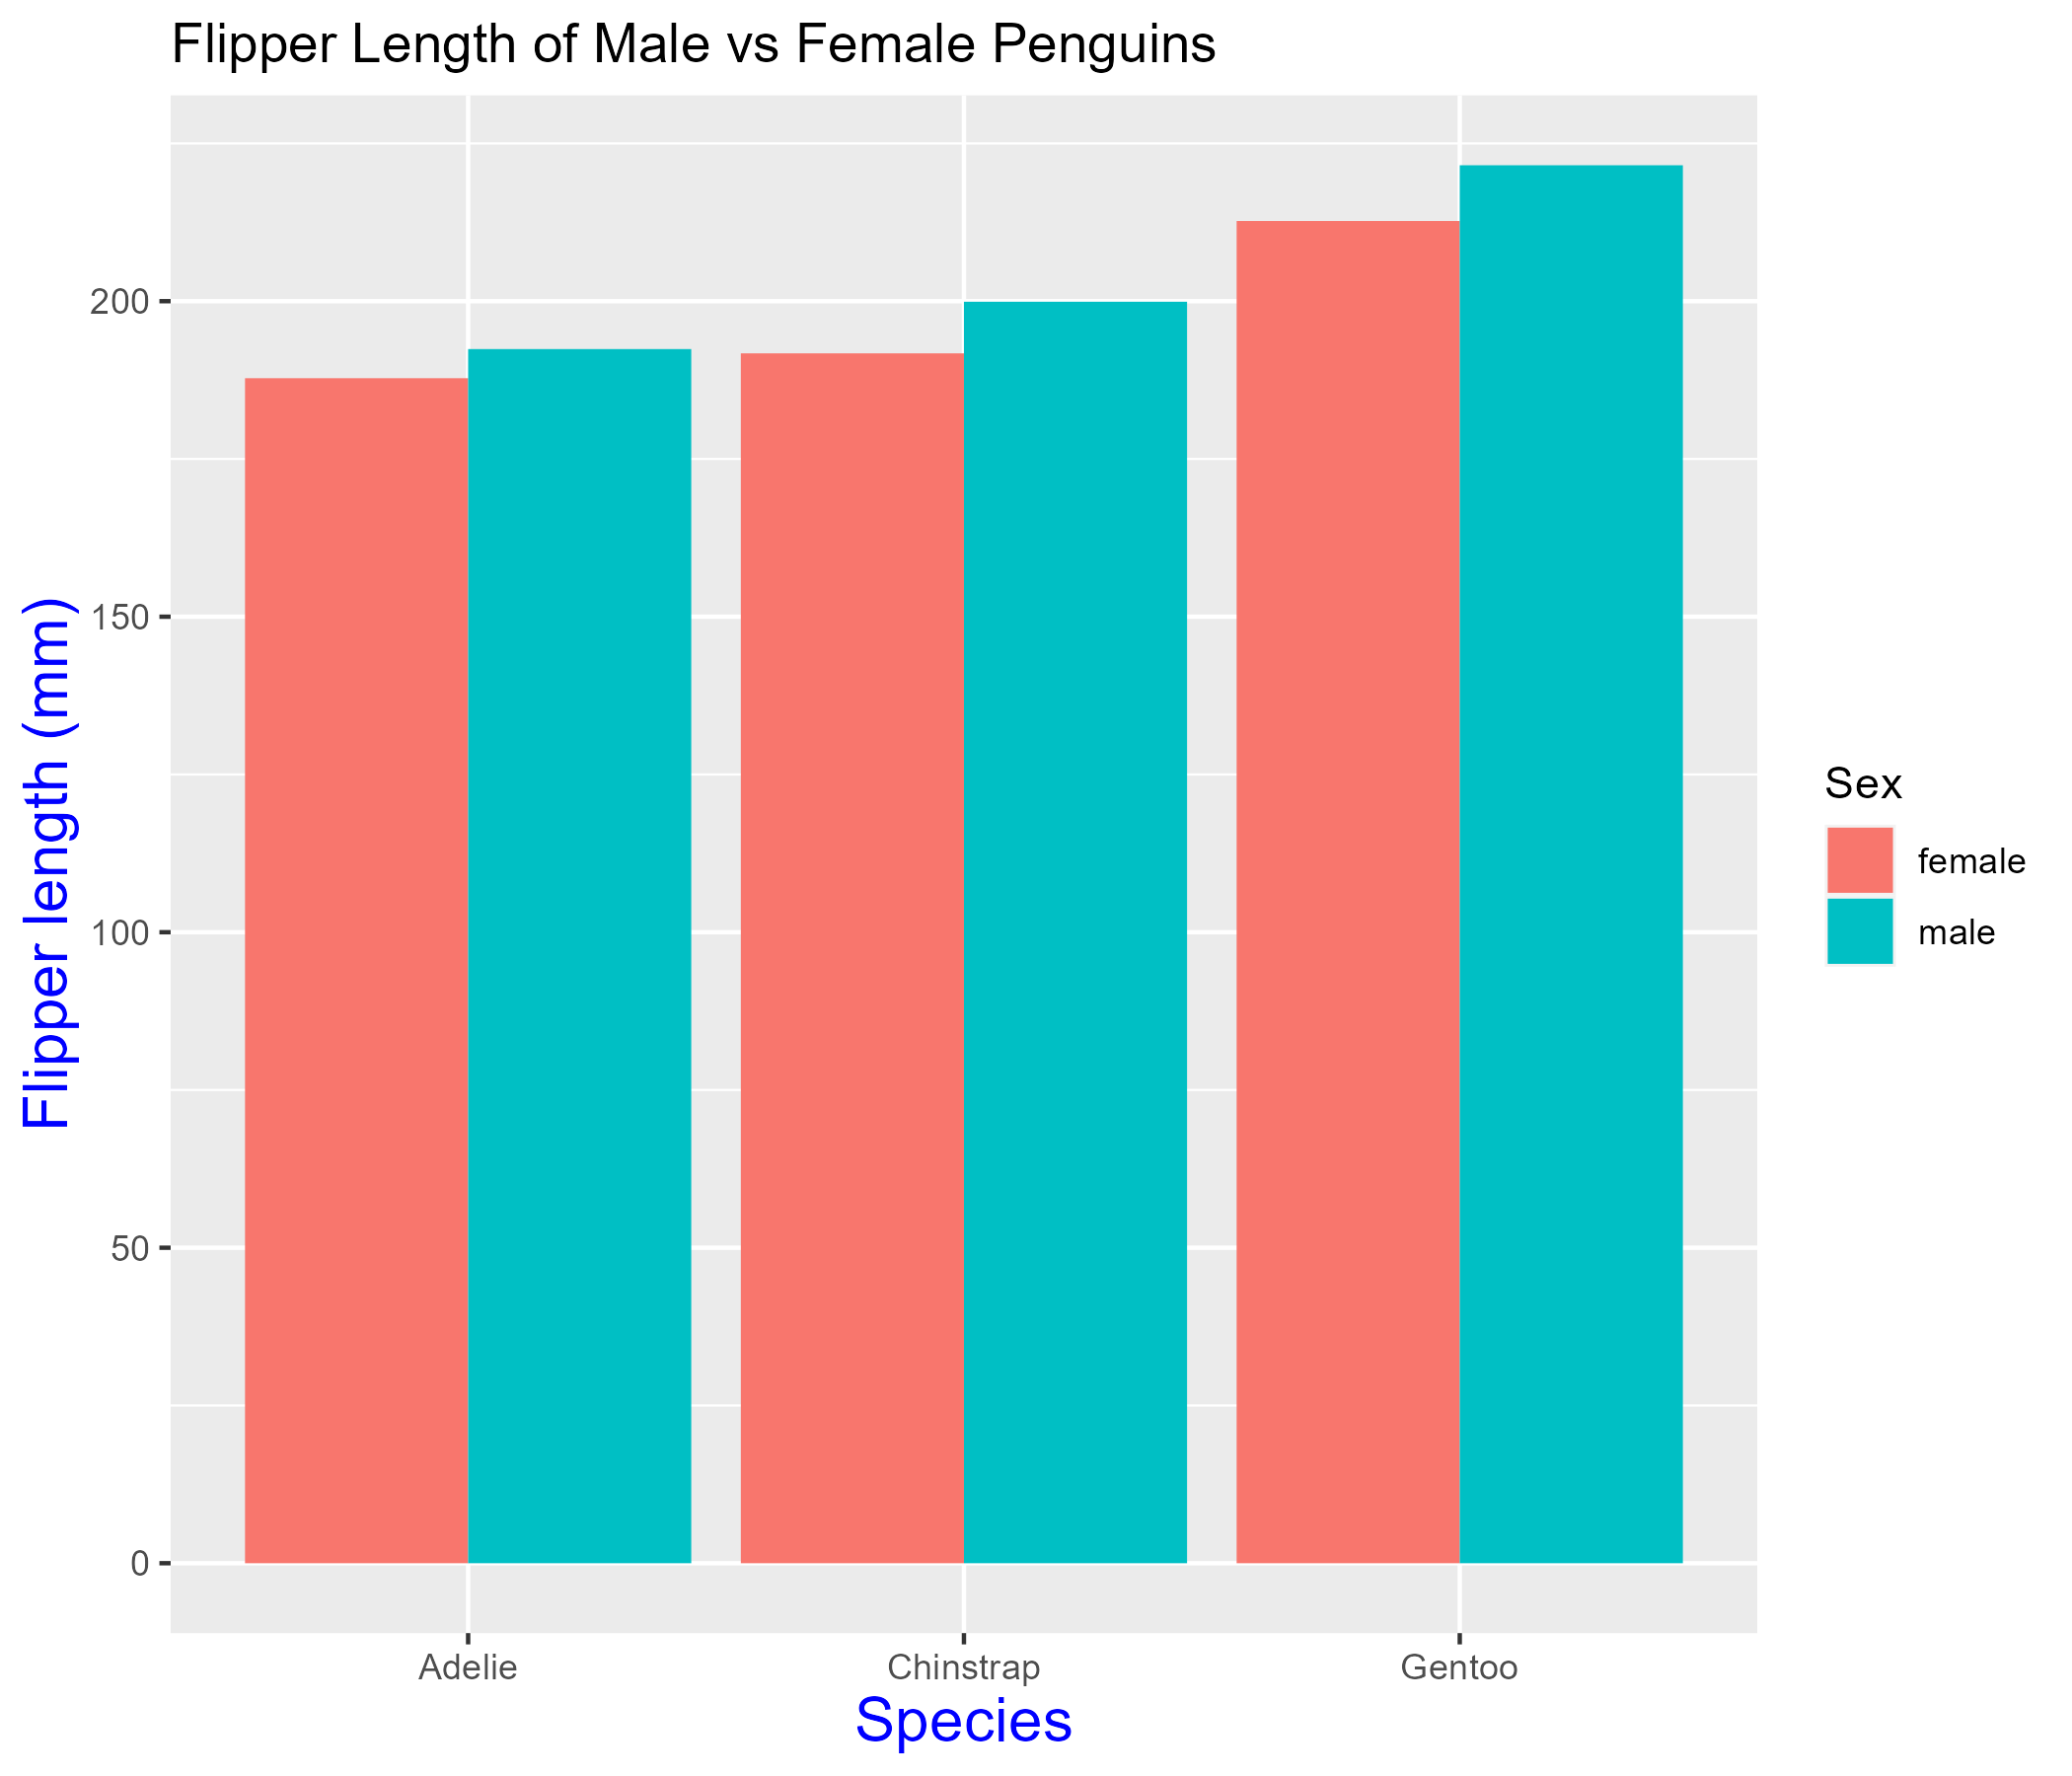 Flipper Length of Male vs Female Penguins
Flipper length (mm)
200
150
100
50
0
Adelie
Chinstrap
Gentoo
Species
Sex
female
male